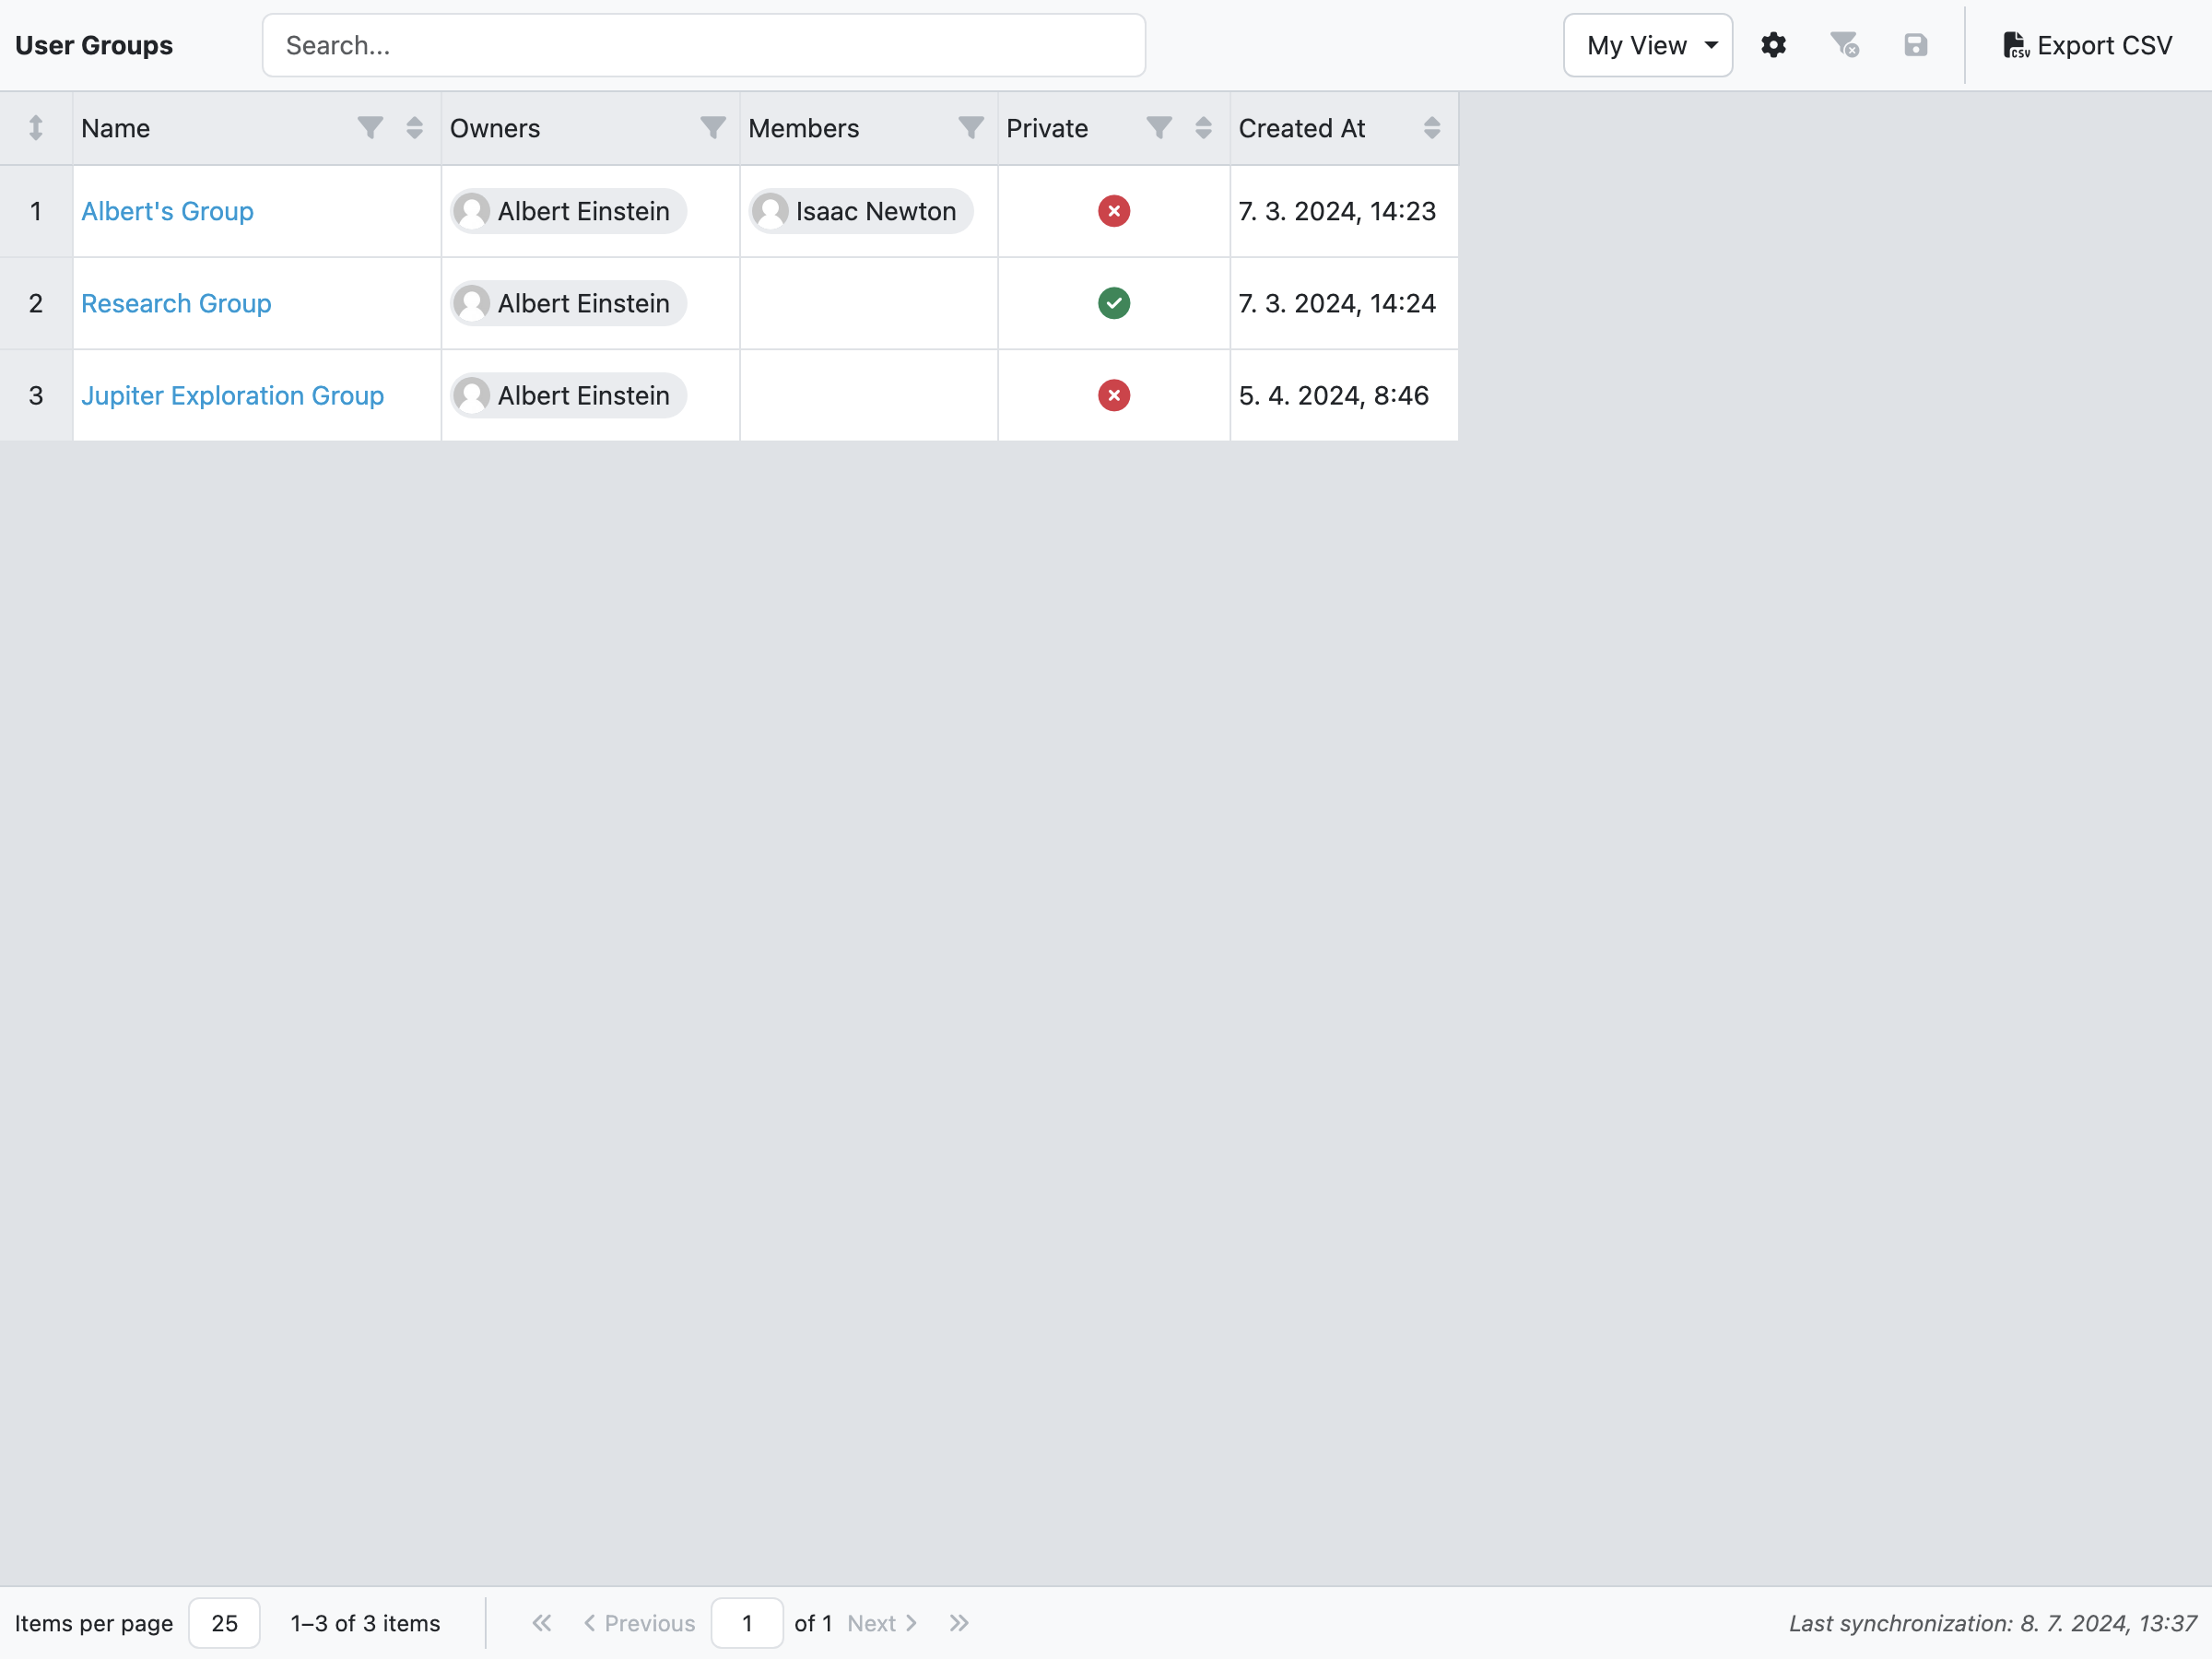 User Groups Search... My View Export CSV
Name Owners Members Private Created At
1 Albert's Group Albert Einstein Isaac Newton 7. 3. 2024, 14:23
2 Research Group Albert Einstein 7. 3. 2024, 14:24
3 Jupiter Exploration Group Albert Einstein 5. 4. 2024, 8:46
Items per page 25 1–3 of 3 items Previous 1 of 1 Next Last synchronization: 8. 7. 2024, 13:37